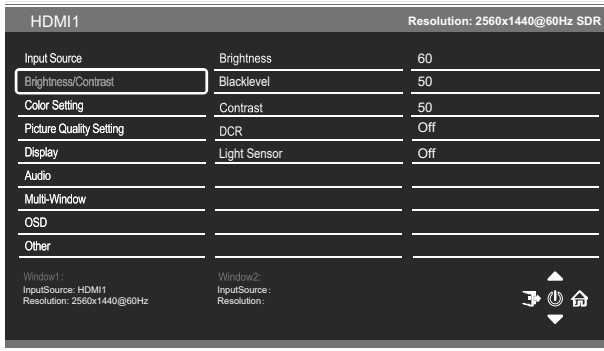 HDMI1 Resolution: 2560x1440@60Hz SDR
Input Source Brightness 60
Brightness/Contrast Blacklevel 50
Color Setting Contrast 50
Picture Quality Setting DCR Off
Display Light Sensor Off
Audio
Multi-Window
OSD
Other
Window1: Window2:
InputSource: HDMI1 InputSource:
Resolution: 2560x1440@60Hz Resolution: